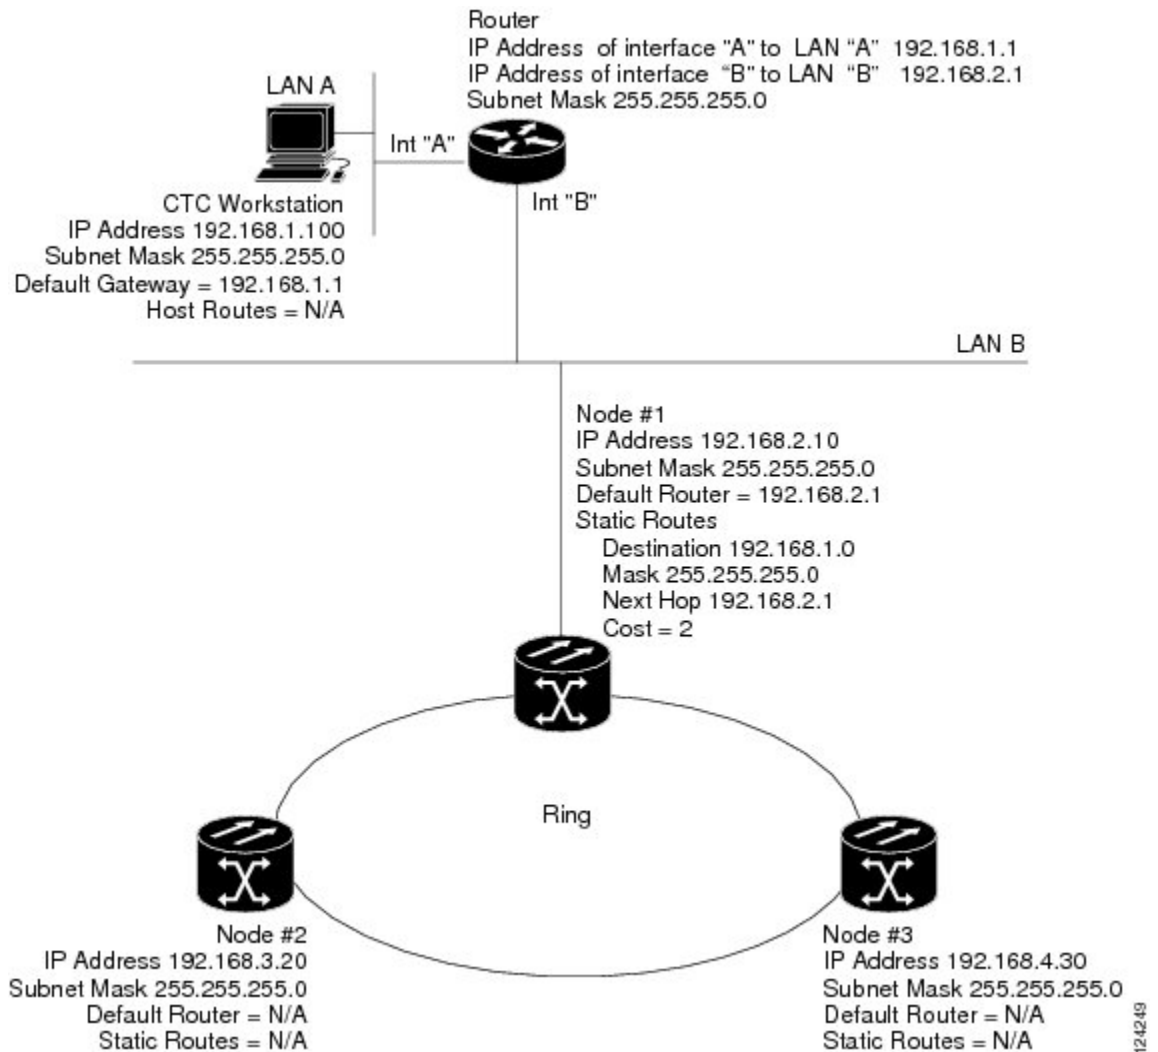 Router
IP Address of interface "A" to LAN "A" 192.168.1.1
IP Address of interface “B” to LAN “B” 192.168.2.1
Subnet Mask 255.255.255.0
LAN A
Int "A"
Int "B"
CTC Workstation
IP Address 192.168.1.100
Subnet Mask 255.255.255.0
Default Gateway = 192.168.1.1
Host Routes = N/A
LAN B
Node #1
IP Address 192.168.2.10
Subnet Mask 255.255.255.0
Default Router = 192.168.2.1
Static Routes
Destination 192.168.1.0
Mask 255.255.255.0
Next Hop 192.168.2.1
Cost = 2
Ring
Node #2
IP Address 192.168.3.20
Subnet Mask 255.255.255.0
Default Router = N/A
Static Routes = N/A
Node #3
IP Address 192.168.4.30
Subnet Mask 255.255.255.0
Default Router = N/A
Static Routes = N/A
124249